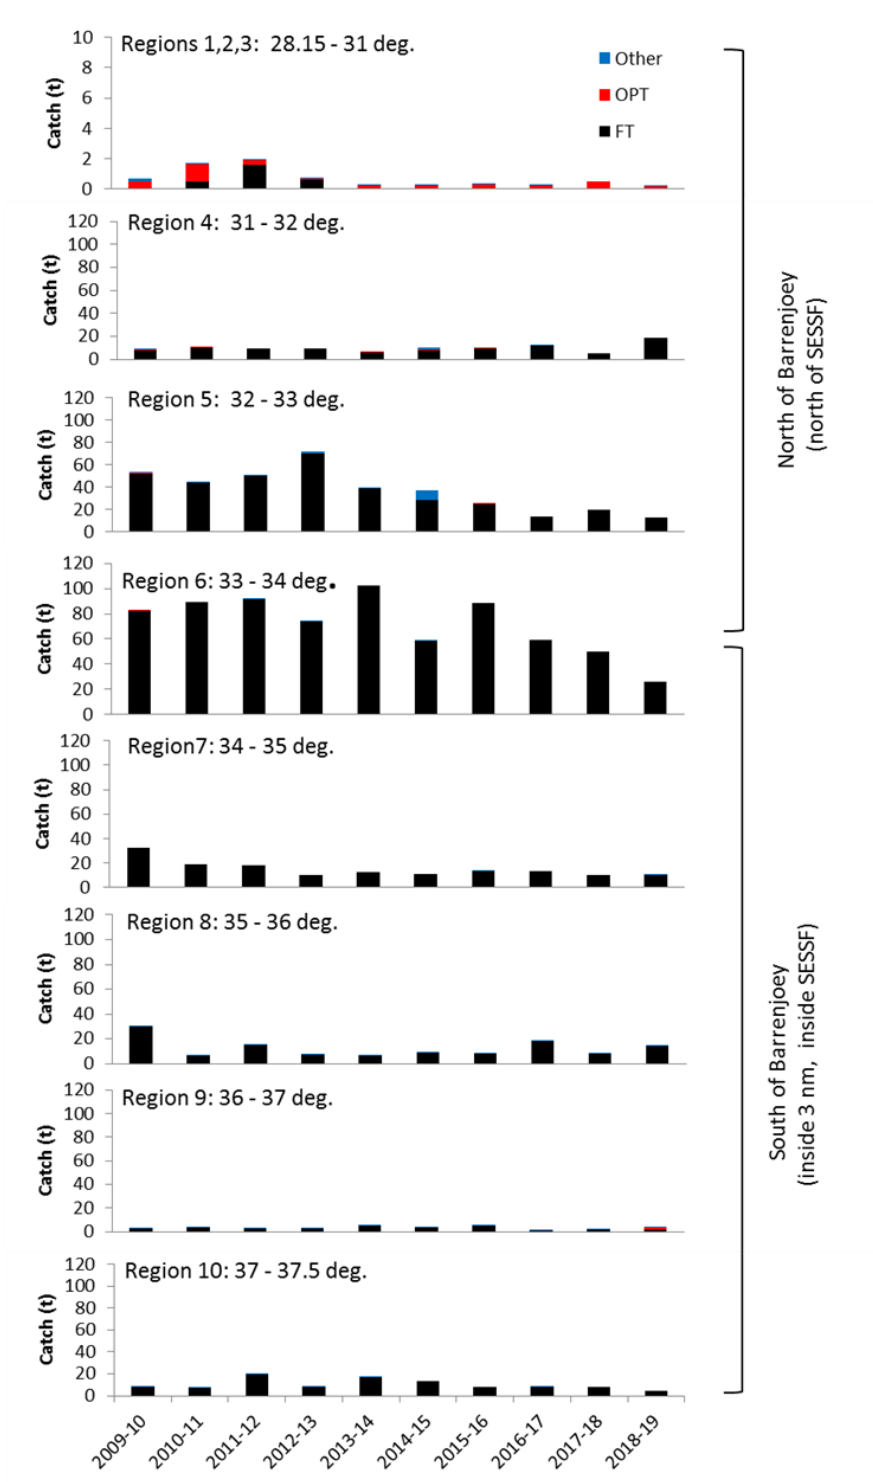 Regions 1,2,3: 28.15 - 31 deg.
Catch (t)
10
8
6
4
2
0
Other
OPT
FT
Region 4: 31 - 32 deg.
Catch (t)
120
100
80
60
40
20
0
Region 5: 32 - 33 deg.
Catch (t)
120
100
80
60
40
20
0
North of Barrenjoey
(north of SESSF)
Region 6: 33 - 34 deg.
Catch (t)
120
100
80
60
40
20
0
Region7: 34 - 35 deg.
Catch (t)
120
100
80
60
40
20
0
Region 8: 35 - 36 deg.
Catch (t)
120
100
80
60
40
20
0
South of Barrenjoey
(inside 3 nm, inside SESSF)
Region 9: 36 - 37 deg.
Catch (t)
120
100
80
60
40
20
0
Region 10: 37 - 37.5 deg.
Catch (t)
120
100
80
60
40
20
0
2009-10
2010-11
2011-12
2012-13
2013-14
2014-15
2015-16
2016-17
2017-18
2018-19